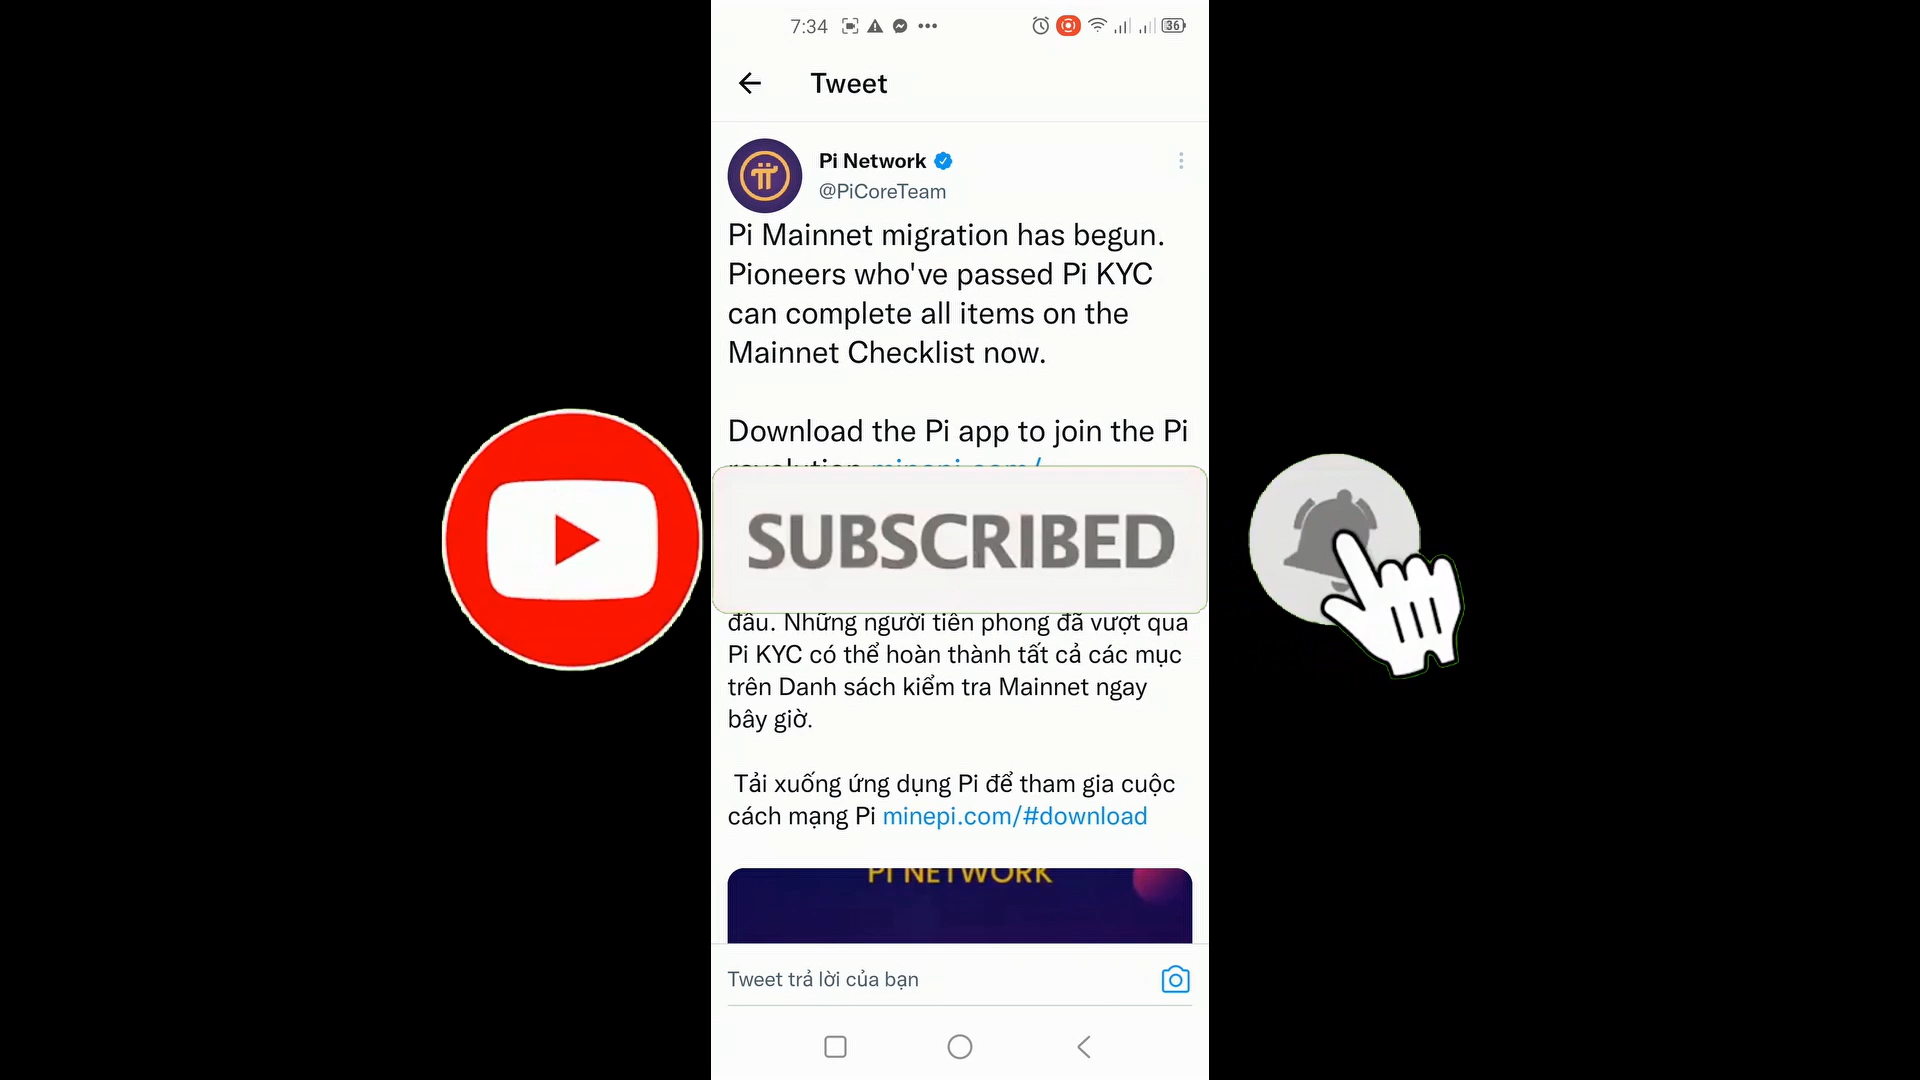 7:34
36
Tweet
Pi Network
@PiCoreTeam
Pi Mainnet migration has begun.
Pioneers who've passed Pi KYC
can complete all items on the
Mainnet Checklist now.
Download the Pi app to join the Pi
revolution minepi.com/
SUBSCRIBED
đầu. Những người tiên phong đã vượt qua
Pi KYC có thể hoàn thành tất cả các mục
trên Danh sách kiểm tra Mainnet ngay
bây giờ.
Tải xuống ứng dụng Pi để tham gia cuộc
cách mạng Pi minepi.com/#download
PI NETWORK
Tweet trả lời của bạn